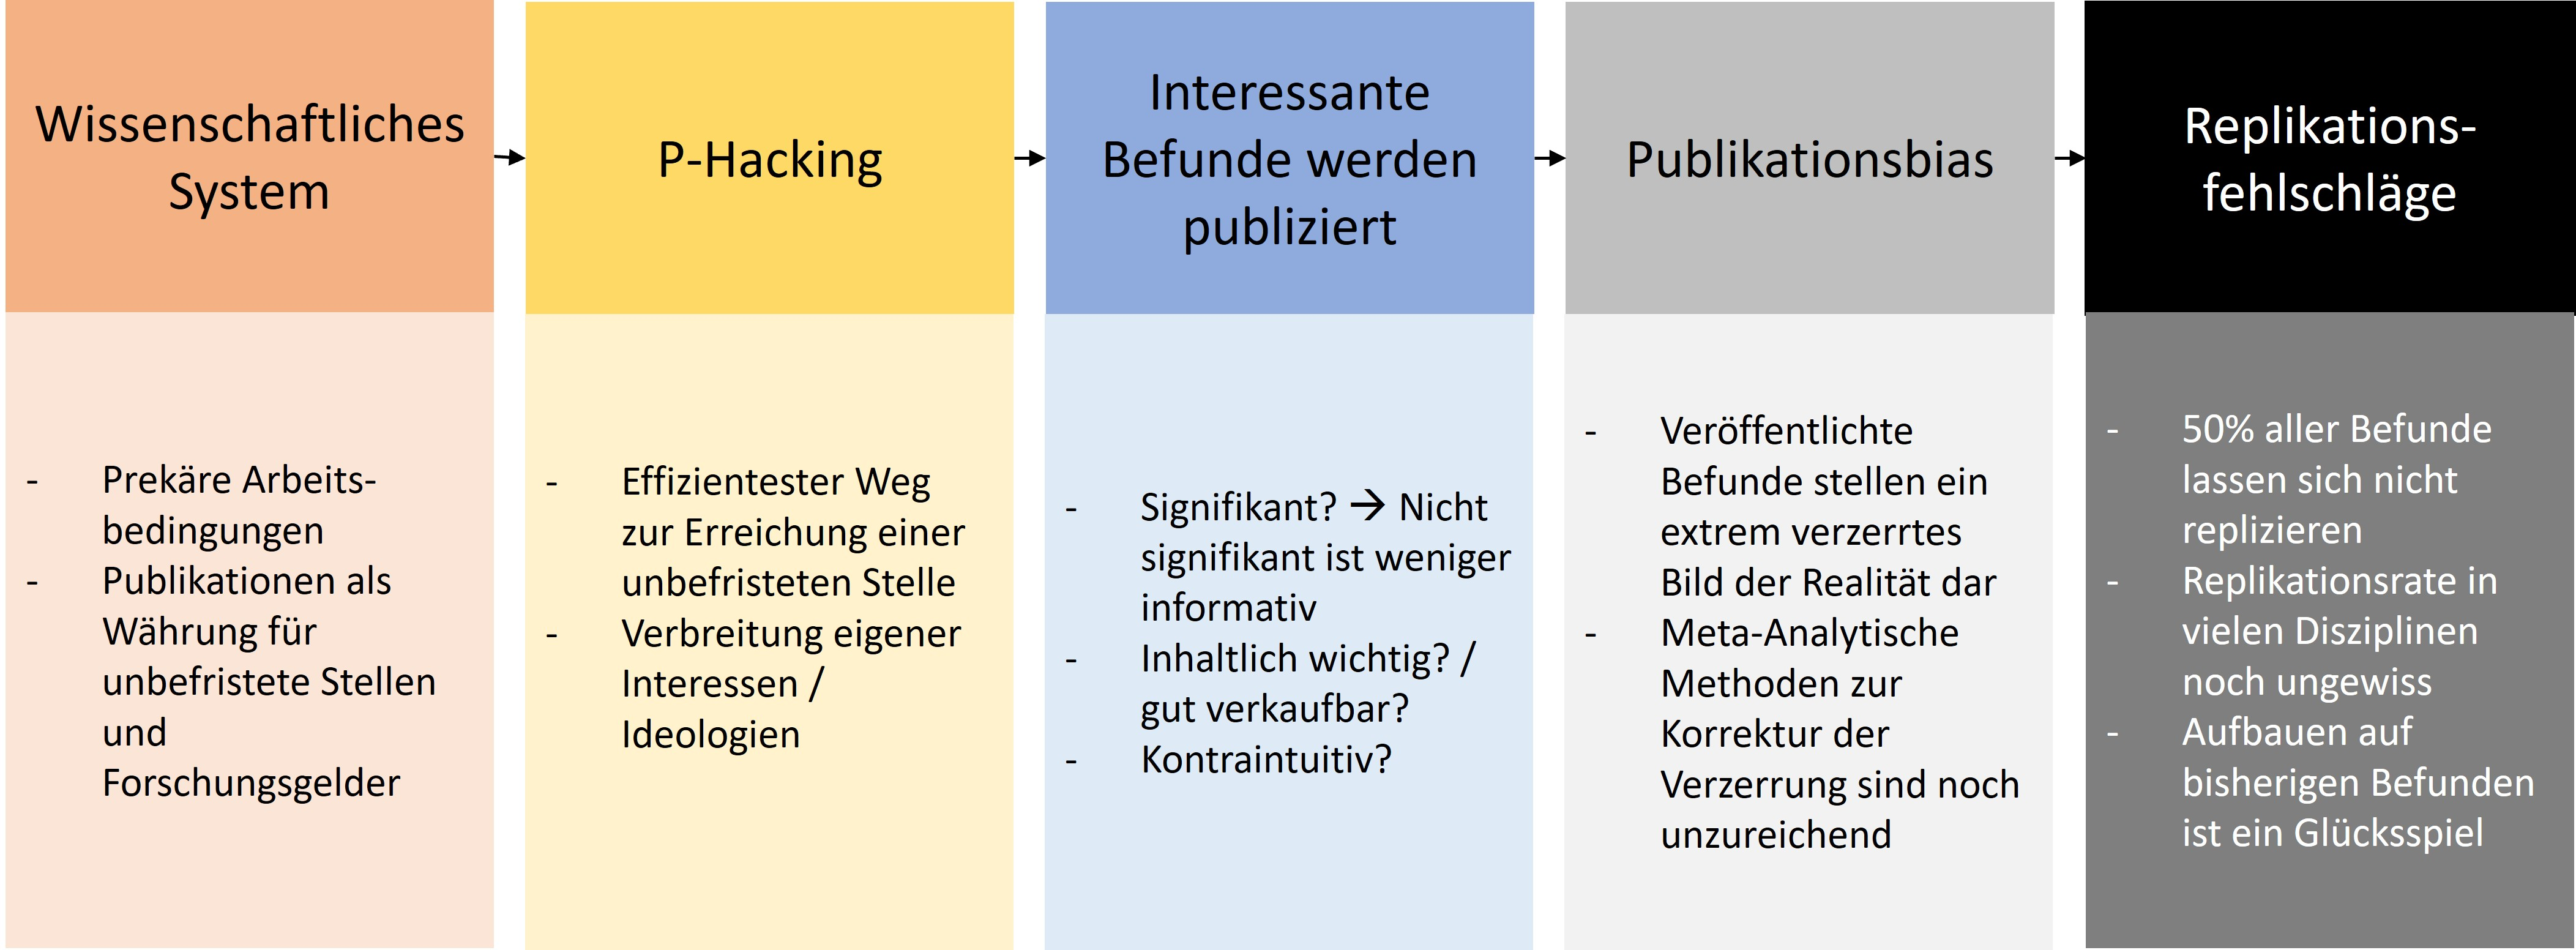 Wissenschaftliches
System
P-Hacking
Interessante
Befunde werden
publiziert
Publikationsbias
Replikations-
fehlschläge
- Prekäre Arbeits-
bedingungen
- Publikationen als
Währung für
unbefristete Stellen
und
Forschungsgelder
- Effizientester Weg
zur Erreichung einer
unbefristeten Stelle
- Verbreitung eigener
Interessen /
Ideologien
- Signifikant? → Nicht
signifikant ist weniger
informativ
- Inhaltlich wichtig? /
gut verkaufbar?
- Kontraintuitiv?
- Veröffentlichte
Befunde stellen ein
extrem verzerrtes
Bild der Realität dar
- Meta-Analytische
Methoden zur
Korrektur der
Verzerrung sind noch
unzureichend
- 50% aller Befunde
lassen sich nicht
replizieren
- Replikationsrate in
vielen Disziplinen
noch ungewiss
- Aufbauen auf
bisherigen Befunden
ist ein Glücksspiel